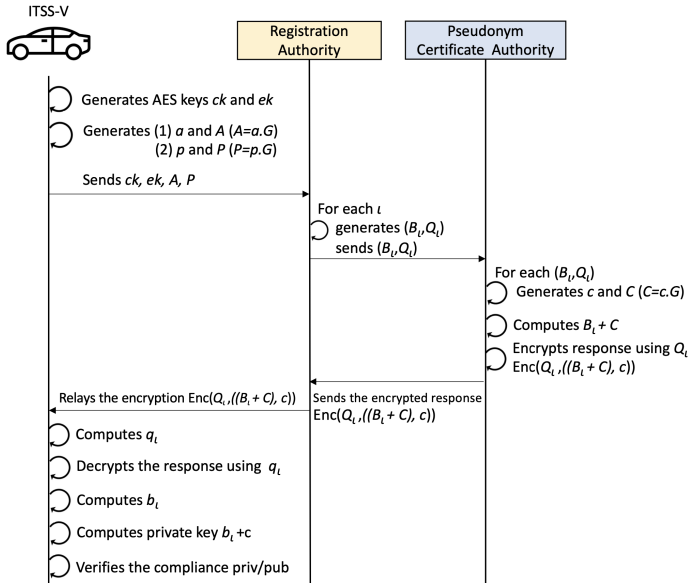 ITSS-V
Registration
Authority
Pseudonym
Certificate Authority
Generates AES keys ck and ek
Generates (1) a and A (A=a.G)
(2) p and P (P=p.G)
Sends ck, ek, A, P
For each ι
generates (Bι,Qι)
sends (Bι,Qι)
For each (Bι,Qι)
Generates c and C (C=c.G)
Computes Bι + C
Encrypts response using Qι
Enc(Qι ,((Bι + C), c))
Sends the encrypted response
Enc(Qι ,((Bι + C), c))
Relays the encryption Enc(Qι ,((Bι + C), c))
Computes qι
Decrypts the response using qι
Computes bι
Computes private key bι +c
Verifies the compliance priv/pub